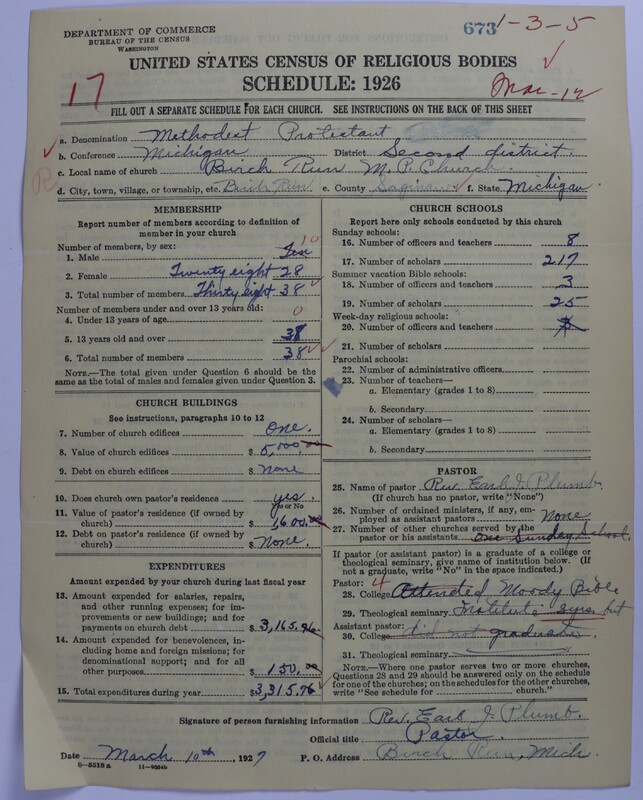 DEPARTMENT OF COMMERCE
BUREAU OF THE CENSUS
WASHINGTON
673 1-3-5
UNITED STATES CENSUS OF RELIGIOUS BODIES
SCHEDULE: 1926
17
Mar-12
FILL OUT A SEPARATE SCHEDULE FOR EACH CHURCH. SEE INSTRUCTIONS ON THE BACK OF THIS SHEET
a. Denomination Methodest Protestant
b. Conference Michigan District Second district.
c. Local name of church Birch Run M.P. Church.
R
d. City, town, village, or township, etc. Birch Run e. County Saginaw f. State Michigan
MEMBERSHIP
Report number of members according to definition of
member in your church
Number of members, by sex:
1. Male Ten 10
2. Female Twenty eight 28
3. Total number of members Thirty eight 38
Number of members under and over 13 years old:
4. Under 13 years of age 0
5. 13 years old and over 38
6. Total number of members 38
NOTE.—The total given under Question 6 should be
same as the total of males and females given under Question 3.
CHURCH BUILDINGS
See instructions, paragraphs 10 to 12
7. Number of church edifices One.
8. Value of church edifices $ 5,000.00
9. Debt on church edifices $ None
10. Does church own pastor's residence yes.
Yes or No
11. Value of pastor's residence (if owned by
church) $ 1600.00
12. Debt on pastor's residence (if owned by
church) $ None.
EXPENDITURES
Amount expended by your church during last fiscal year
13. Amount expended for salaries, repairs,
and other running expenses; for im-
provements or new buildings; and for
payments on church debt $ 3,165.96
14. Amount expended for benevolences,
including home and foreign missions; for
denominational support; and for all
other purposes $ 150.00
15. Total expenditures during year $ 3,315.96
CHURCH SCHOOLS
Report here only schools conducted by this church
Sunday schools:
16. Number of officers and teachers 8
17. Number of scholars 217
Summer vacation Bible schools:
18. Number of officers and teachers 3
19. Number of scholars 25
Week-day religious schools:
20. Number of officers and teachers
21. Number of scholars
Parochial schools:
22. Number of administrative officers
23. Number of teachers—
a. Elementary (grades 1 to 8)
b. Secondary
24. Number of scholars—
a. Elementary (grades 1 to 8)
b. Secondary
PASTOR
25. Name of pastor Rev. Earl J. Plumb.
(If church has no pastor, write "None")
26. Number of ordained ministers, if any, em-
ployed as assistant pastors None
27. Number of other churches served by the
pastor or his assistants One Sunday School.
If pastor (or assistant pastor) is a graduate of a college or
theological seminary, give name of institution below. (If
not a graduate, write "No" in the space indicated.)
Pastor: 4
28. College Attended Moody Bible
29. Theological seminary Institute 3yrs. but
Assistant pastor:
30. College did not graduate.
31. Theological seminary
NOTE.—Where one pastor serves two or more churches,
Questions 28 and 29 should be answered only on the schedule
for one of the churches; on the schedules for the other churches,
write "See schedule for church."
Signature of person furnishing information Rev. Earl J. Plumb.
Official title Pastor.
Date March 10th, 1927 P. O. Address Birch Run, Mich.
8-5518 a 11-9564b